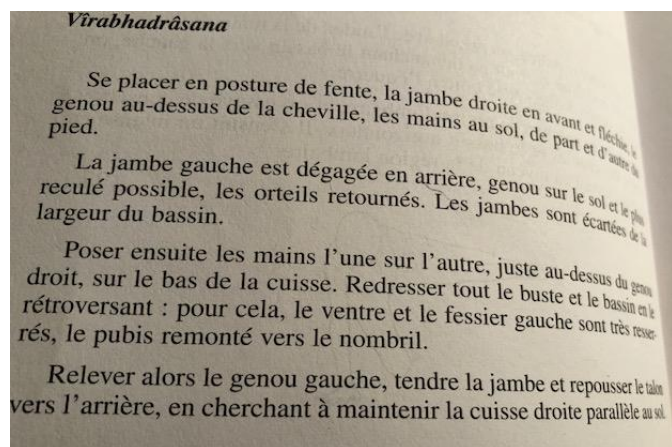 Vîrabhadrâsana
Se placer en posture de fente, la jambe droite en avant et fléchie, le
genou au-dessus de la cheville, les mains au sol, de part et d'autre du
pied.
La jambe gauche est dégagée en arrière, genou sur le sol et le plus
reculé possible, les orteils retournés. Les jambes sont écartées de la
largeur du bassin.
Poser ensuite les mains l'une sur l'autre, juste au-dessus du genou
droit, sur le bas de la cuisse. Redresser tout le buste et le bassin en le
rétroversant : pour cela, le ventre et le fessier gauche sont très resser-
rés, le pubis remonté vers le nombril.
Relever alors le genou gauche, tendre la jambe et repousser le talon
vers l'arrière, en cherchant à maintenir la cuisse droite parallèle au sol.